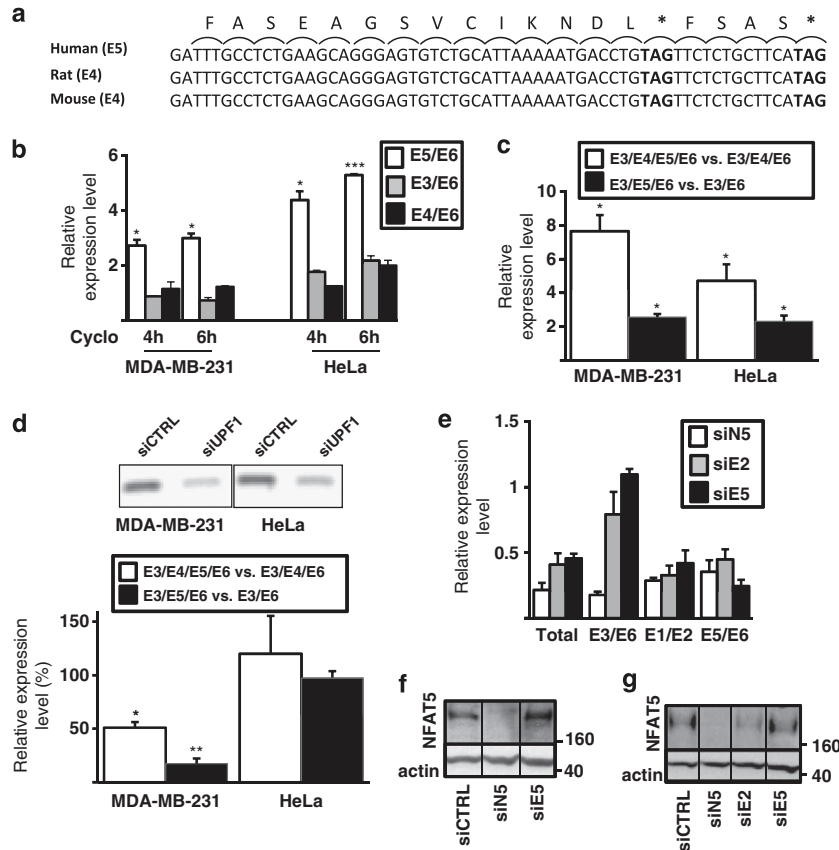 a
F A S E A G S V C I K N D L * F S A S *
Human (E5) GATTTGCCTCTGAAGCAGGGAGTGTCTGCATTAAAAATGACCTGTAGTTCTCTGCTTCATAG
Rat (E4) GATTTGCCTCTGAAGCAGGGAGTGTCTGCATTAAAAATGACCTGTAGTTCTCTGCTTCATAG
Mouse (E4) GATTTGCCTCTGAAGCAGGGAGTGTCTGCATTAAAAATGACCTGTAGTTCTCTGCTTCATAG
b
Relative
expression level
6
4
2
* * * ***
E5/E6
E3/E6
E4/E6
Cyclo 4h 6h 4h 6h
MDA-MB-231 HeLa
c
E3/E4/E5/E6 vs. E3/E4/E6
E3/E5/E6 vs. E3/E6
Relative
expression level
10
8
6
4
2
* * * *
MDA-MB-231 HeLa
d
siCTRL siUPF1 siCTRL siUPF1
MDA-MB-231 HeLa
E3/E4/E5/E6 vs. E3/E4/E6
E3/E5/E6 vs. E3/E6
Relative expression
level (%)
150
100
50
* **
MDA-MB-231 HeLa
e
Relative expression
level
1.5
1
0.5
siN5
siE2
siE5
Total E3/E6 E1/E2 E5/E6
f
NFAT5
160
actin
40
siCTRL siN5 siE5
g
NFAT5
160
actin
40
siCTRL siN5 siE2 siE5